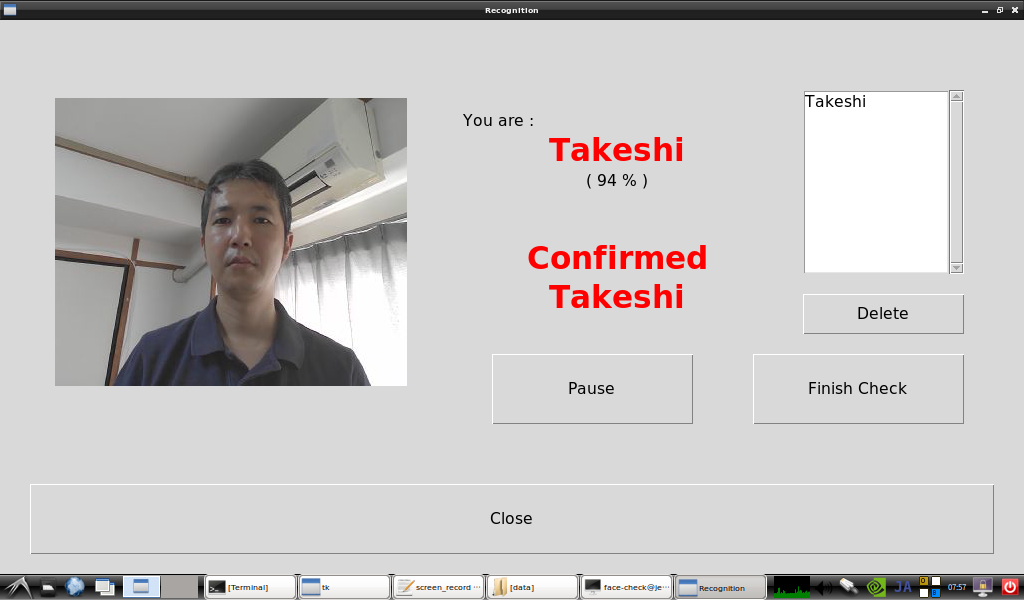 Recognition
You are :
Takeshi
( 94 % )
Confirmed
Takeshi
Takeshi
Delete
Pause
Finish Check
Close
[Terminal]
tk
screen_record ...
[data]
face-check@je...
Recognition
JA
07:57